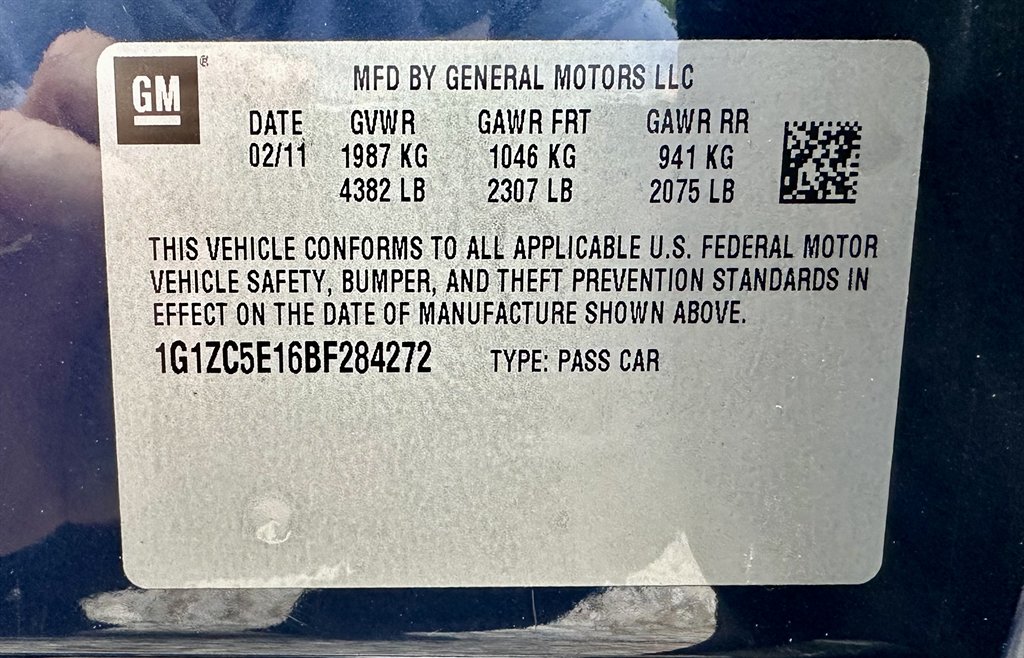 GM ®
MFD BY GENERAL MOTORS LLC
DATE GVWR GAWR FRT GAWR RR
02/11 1987 KG 1046 KG 941 KG
4382 LB 2307 LB 2075 LB
THIS VEHICLE CONFORMS TO ALL APPLICABLE U.S. FEDERAL MOTOR
VEHICLE SAFETY, BUMPER, AND THEFT PREVENTION STANDARDS IN
EFFECT ON THE DATE OF MANUFACTURE SHOWN ABOVE.
1G1ZC5E16BF284272 TYPE: PASS CAR